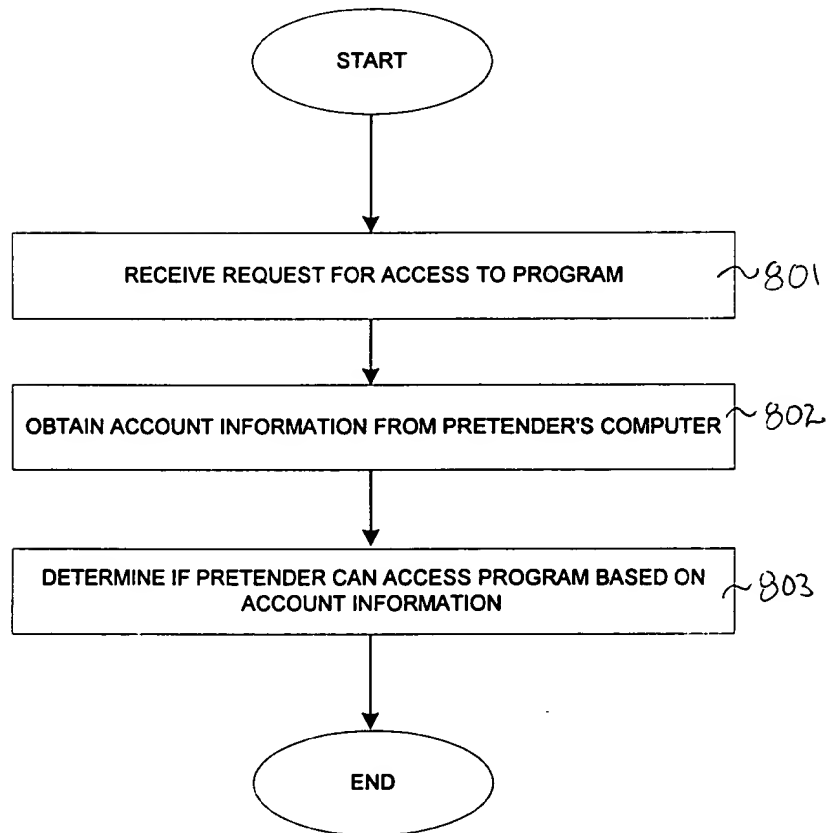 START
RECEIVE REQUEST FOR ACCESS TO PROGRAM
801
OBTAIN ACCOUNT INFORMATION FROM PRETENDER'S COMPUTER
802
DETERMINE IF PRETENDER CAN ACCESS PROGRAM BASED ON
ACCOUNT INFORMATION
803
END